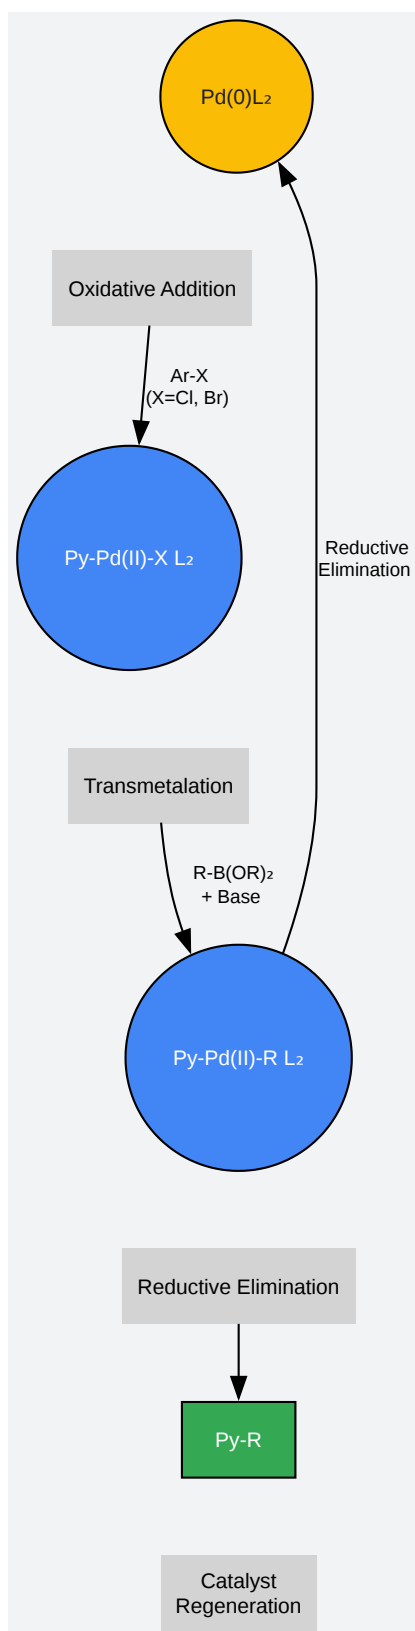 Pd(0)L₂
Oxidative Addition
Ar-X
(X=Cl, Br)
Py-Pd(II)-X L₂
Reductive
Elimination
Transmetalation
R-B(OR)₂
+ Base
Py-Pd(II)-R L₂
Reductive Elimination
Py-R
Catalyst
Regeneration